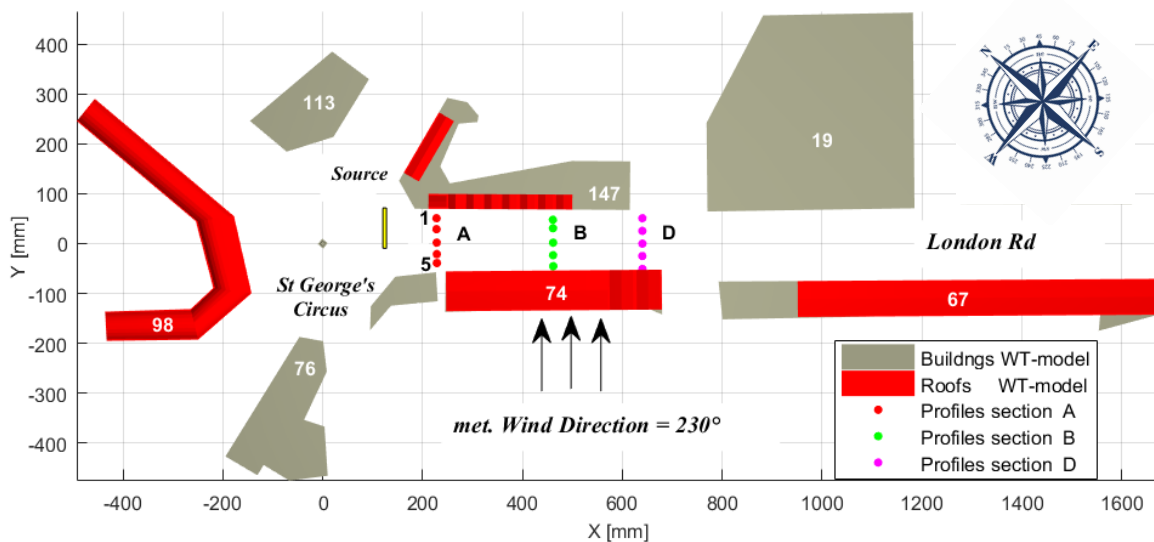 400
300
200
100
0
-100
-200
-300
-400
Y [mm]
-400
-200
0
200
400
600
800
1000
1200
1400
1600
X [mm]
113
19
Source
147
1
A
B
D
5
London Rd
St George's
Circus
74
67
98
76
met. Wind Direction = 230°
Buildngs WT-model
Roofs WT-model
Profiles section A
Profiles section B
Profiles section D
N
E
S
W